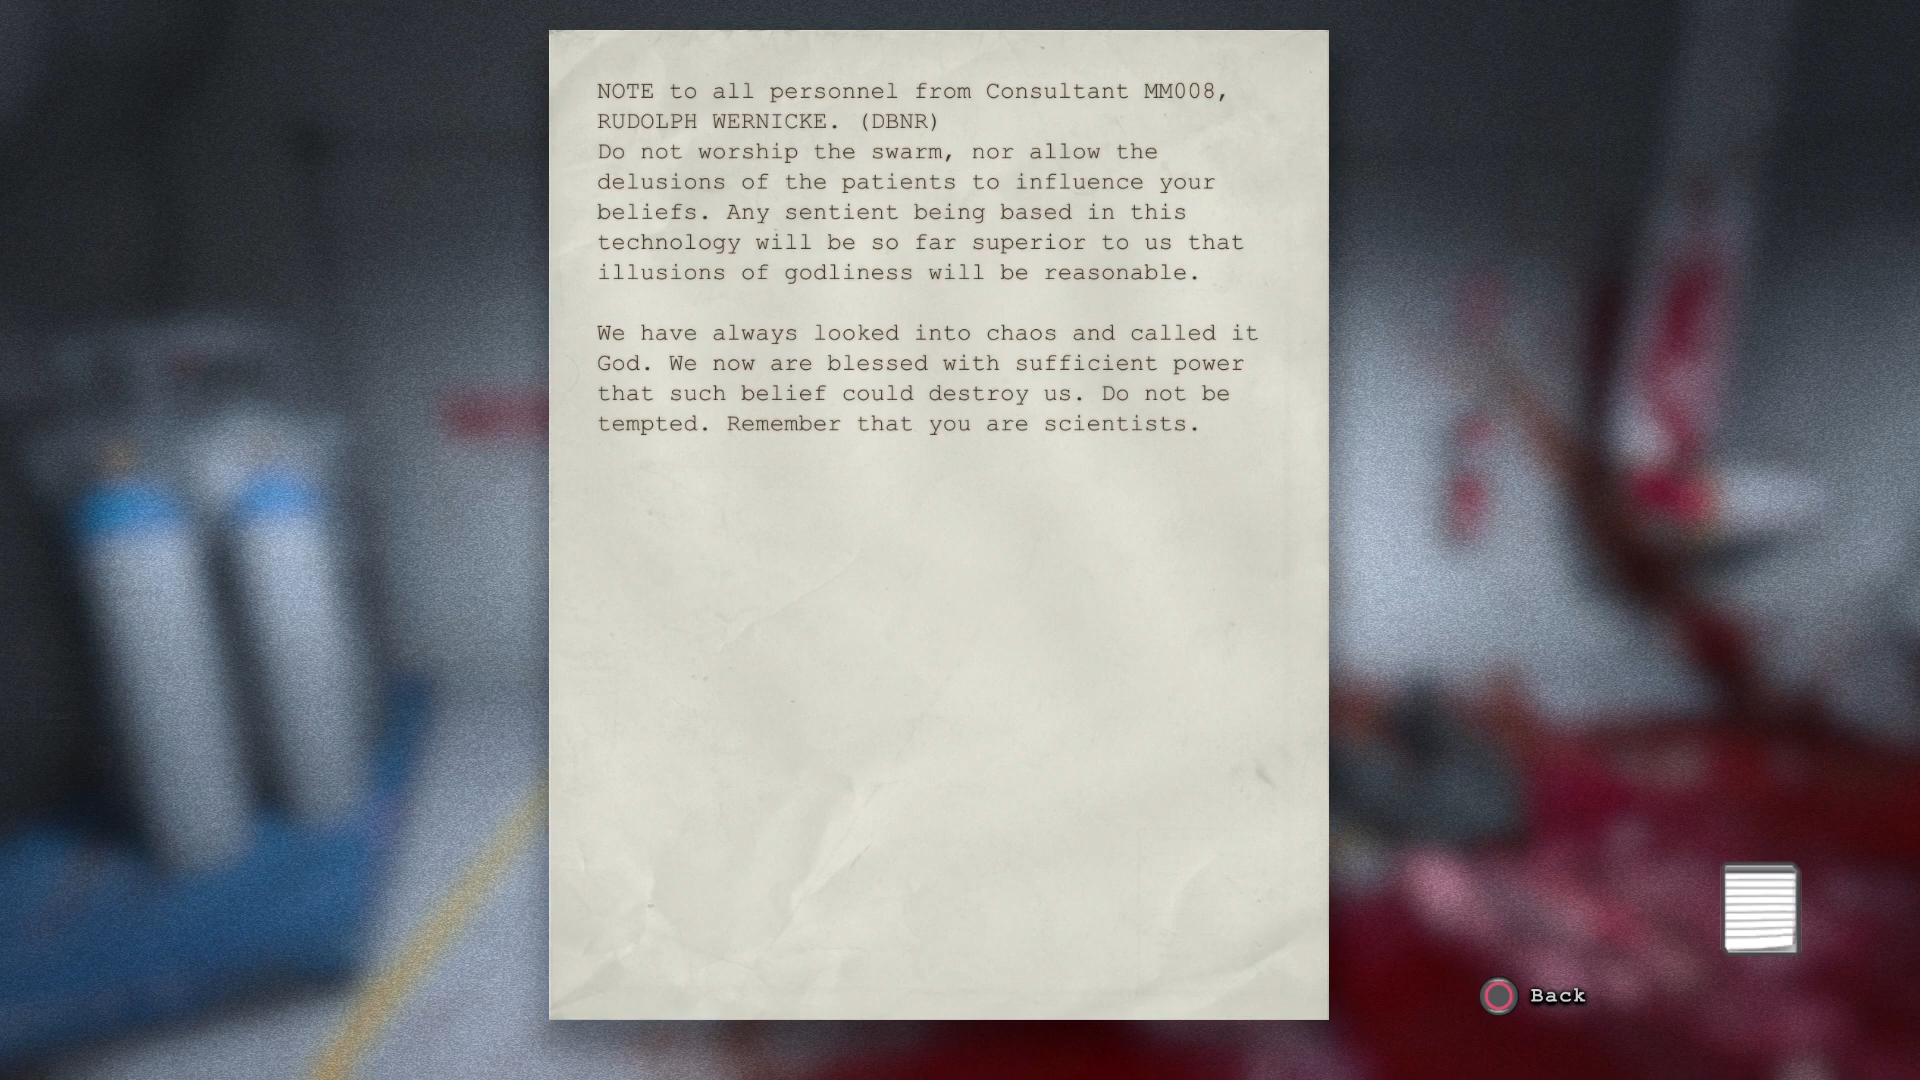 NOTE to all personnel from Consultant MM008,
RUDOLPH WERNICKE. (DBNR)
Do not worship the swarm, nor allow the
delusions of the patients to influence your
beliefs. Any sentient being based in this
technology will be so far superior to us that
illusions of godliness will be reasonable.

We have always looked into chaos and called it
God. We now are blessed with sufficient power
that such belief could destroy us. Do not be
tempted. Remember that you are scientists.
Back